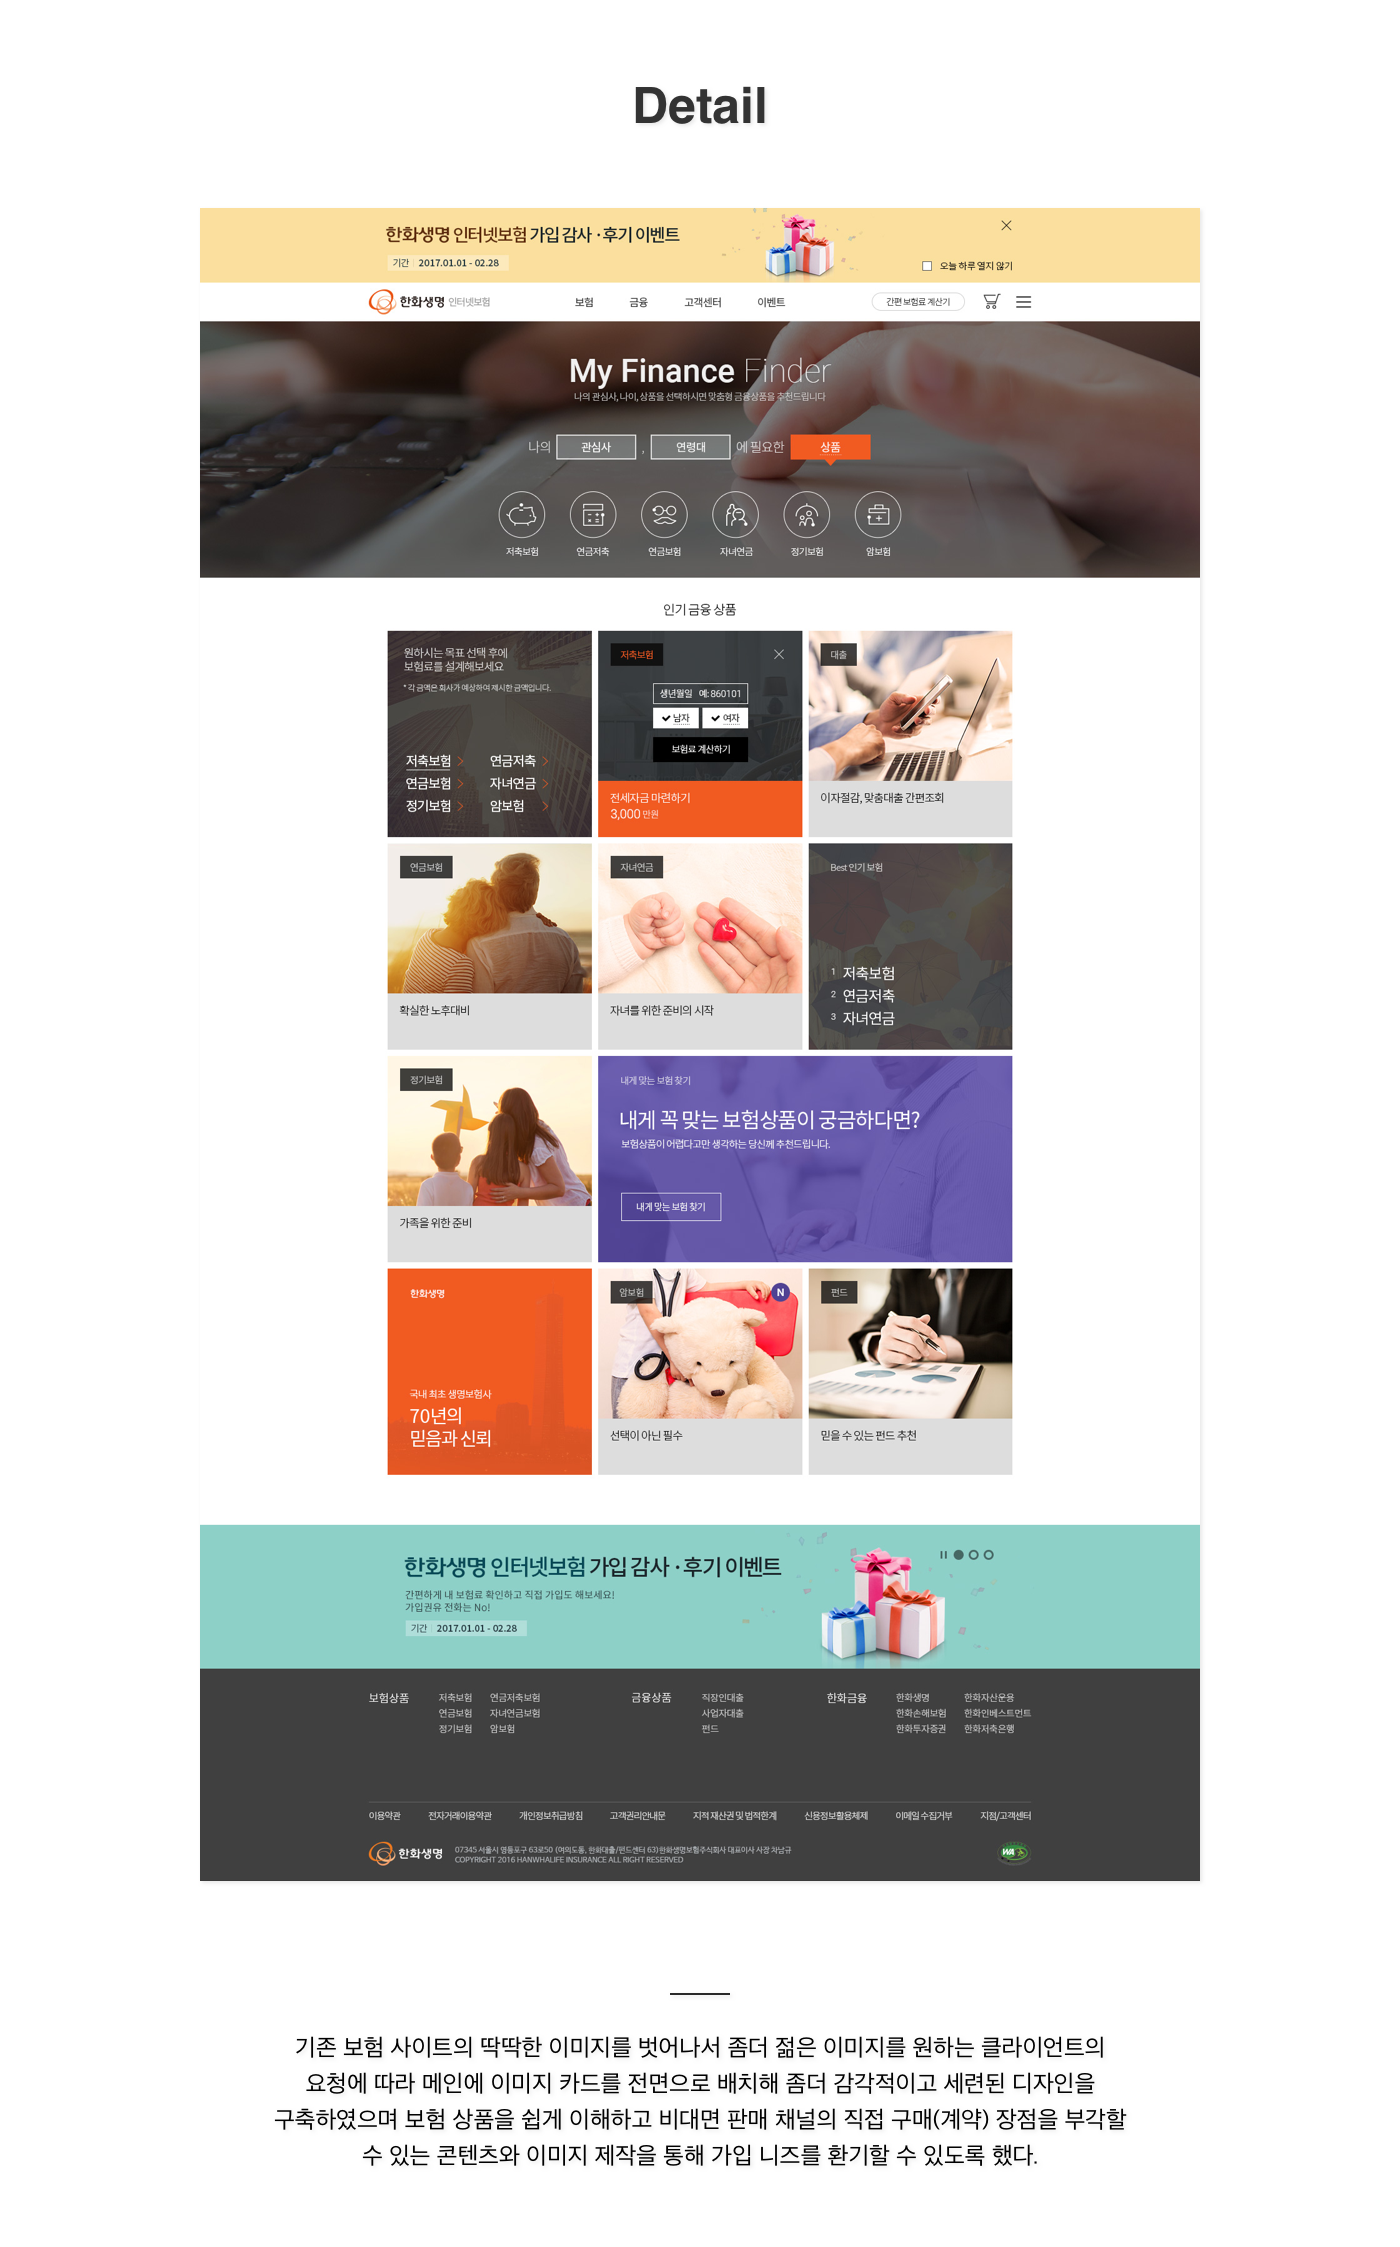 Detail
한화생명 인터넷보험 가입 감사 · 후기 이벤트
기간 2017.01.01 - 02.28
오늘 하루 열지 않기
한화생명 인터넷보험
보험 금융 고객센터 이벤트
간편 보험료 계산기
My Finance Finder
나의 관심사, 나이, 상품을 선택하시면 맞춤형 금융상품을 추천드립니다
나의 관심사 , 연령대 에 필요한 상품
저축보험 연금저축 연금보험 자녀연금 정기보험 암보험
인기 금융 상품
원하시는 목표 선택 후에
보험료를 설계해보세요
* 각 금액은 회사가 예상하여 제시한 금액입니다.
저축보험 연금저축
연금보험 자녀연금
정기보험 암보험
저축보험
생년월일 예: 860101
남자 여자
보험료 계산하기
전세자금 마련하기
3,000 만원
대출
이자절감, 맞춤대출 간편조회
연금보험
확실한 노후대비
자녀연금
자녀를 위한 준비의 시작
Best 인기 보험
1 저축보험
2 연금저축
3 자녀연금
정기보험
가족을 위한 준비
내게 맞는 보험 찾기
내게 꼭 맞는 보험상품이 궁금하다면?
보험상품이 어렵다고만 생각하는 당신께 추천드립니다.
내게 맞는 보험 찾기
한화생명
국내 최초 생명보험사
70년의
믿음과 신뢰
암보험
N
선택이 아닌 필수
펀드
믿을 수 있는 펀드 추천
한화생명 인터넷보험 가입 감사 · 후기 이벤트
간편하게 내 보험료 확인하고 직접 가입도 해보세요!
가입권유 전화는 No!
기간 2017.01.01 - 02.28
보험상품 저축보험 연금저축보험 금융상품 직장인대출 한화금융 한화생명 한화자산운용
연금보험 자녀연금보험 사업자대출 한화손해보험 한화인베스트먼트
정기보험 암보험 펀드 한화투자증권 한화저축은행
이용약관 전자거래이용약관 개인정보취급방침 고객권리안내문 지적 재산권 및 법적한계 신용정보활용체제 이메일 수집거부 지점/고객센터
한화생명
07345 서울시 영등포구 63로50 (여의도동, 한화대출/펀드센터 63)한화생명보험주식회사 대표이사 사장 차남규
COPYRIGHT 2016 HANWHALIFE INSURANCE ALL RIGHT RESERVED
WA
기존 보험 사이트의 딱딱한 이미지를 벗어나서 좀더 젊은 이미지를 원하는 클라이언트의
요청에 따라 메인에 이미지 카드를 전면으로 배치해 좀더 감각적이고 세련된 디자인을
구축하였으며 보험 상품을 쉽게 이해하고 비대면 판매 채널의 직접 구매(계약) 장점을 부각할
수 있는 콘텐츠와 이미지 제작을 통해 가입 니즈를 환기할 수 있도록 했다.